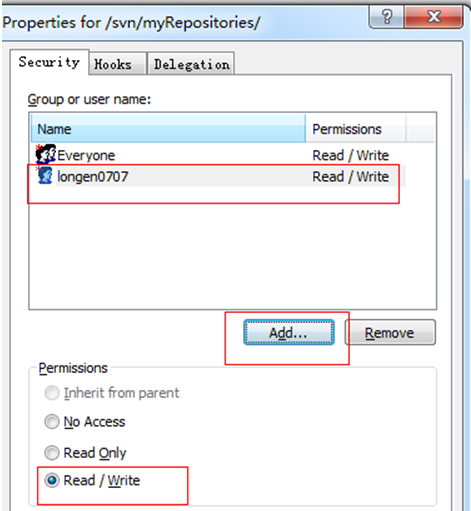 Properties for /svn/myRepositories/
Security Hooks Delegation
Group or user name:
Name Permissions
Everyone Read / Write
longen0707 Read / Write
Add... Remove
Permissions
Inherit from parent
No Access
Read Only
Read / Write